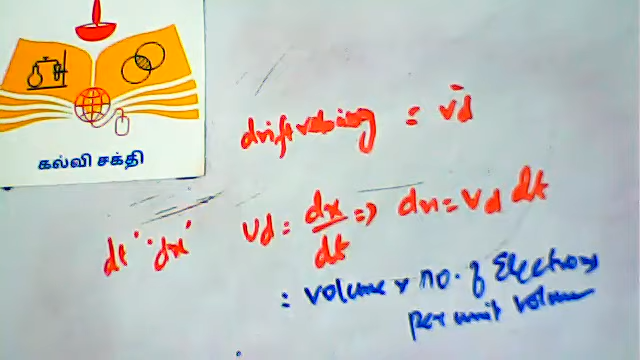 கல்வி சக்தி
drift velocity = vd
dt' 'dx' vd = dx/dt => dx = vd dt
= volume x no. of Electrons
per unit volume